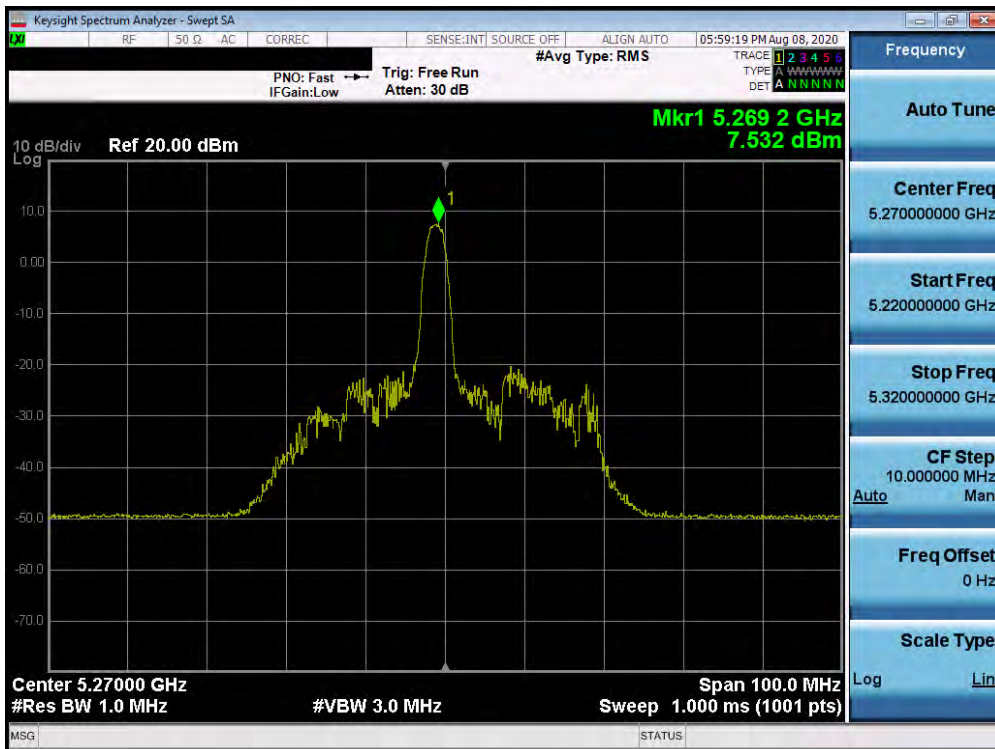 Keysight Spectrum Analyzer - Swept SA
LXI RF 50 Ω AC CORREC SENSE:INT SOURCE OFF ALIGN AUTO 05:59:19 PM Aug 08, 2020
#Avg Type: RMS
TRACE 1 2 3 4 5 6
PNO: Fast Trig: Free Run
TYPE A WWWWW
IFGain:Low Atten: 30 dB
DET A N N N N N
Mkr1 5.269 2 GHz
7.532 dBm
10 dB/div Ref 20.00 dBm
Log
1
10.0
0.00
-10.0
-20.0
-30.0
-40.0
-50.0
-60.0
-70.0
Center 5.27000 GHz Span 100.0 MHz
#Res BW 1.0 MHz #VBW 3.0 MHz Sweep 1.000 ms (1001 pts)
MSG STATUS
Frequency
Auto Tune
Center Freq
5.270000000 GHz
Start Freq
5.220000000 GHz
Stop Freq
5.320000000 GHz
CF Step
10.000000 MHz
Auto Man
Freq Offset
0 Hz
Scale Type
Log Lin